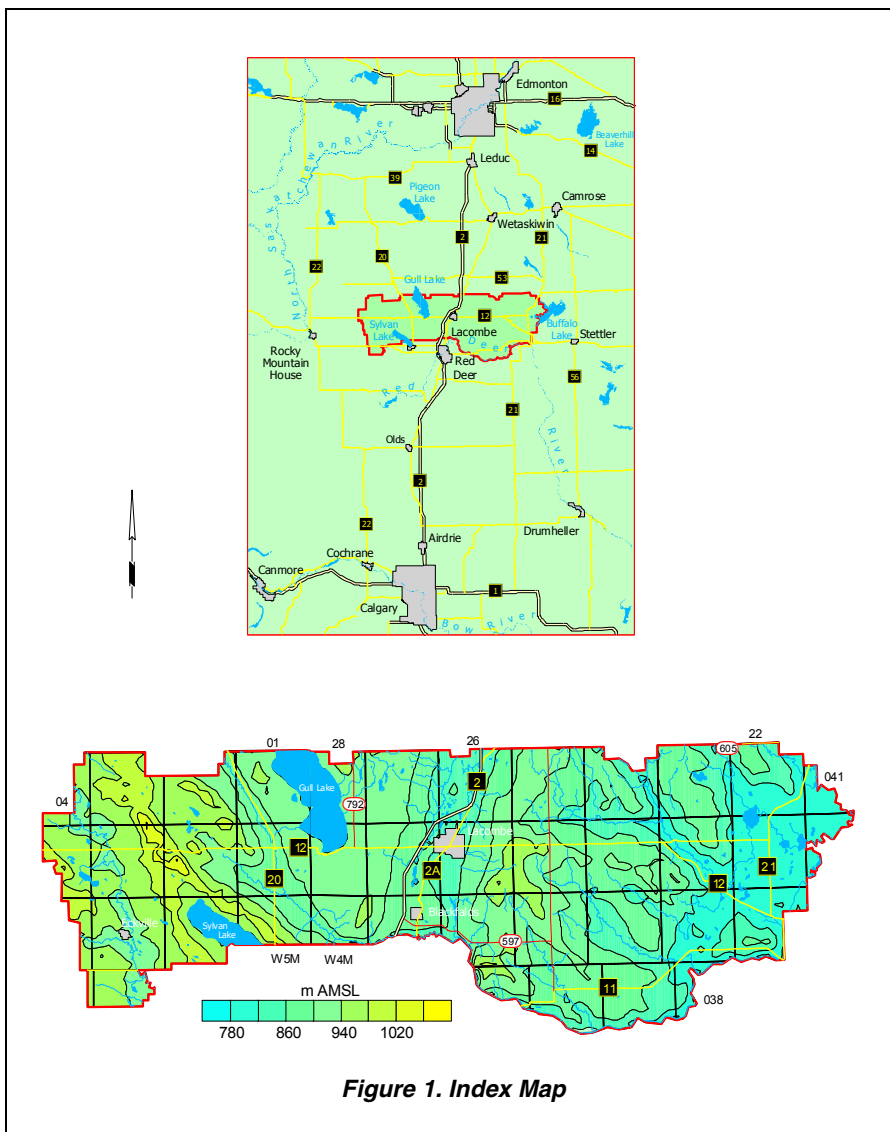 Edmonton
16
Beaverhill
Lake
14
North Saskatchewan River
Leduc
39
Pigeon
Lake
Camrose
Wetaskiwin
2
21
20
22
53
Gull Lake
12
Buffalo
Lake
Sylvan
Lake
Lacombe
Stettler
Rocky
Mountain
House
Red
Deer
Red Deer River
56
21
Olds
2
22
Drumheller
Airdrie
Cochrane
Canmore
1
Calgary
Bow River
01
28
26
22
605
041
04
Gull Lake
792
2
Lacombe
12
20
2A
12
21
Blackfalds
Eckville
Sylvan
Lake
597
W5M
W4M
11
038
m AMSL
780
860
940
1020
Figure 1. Index Map